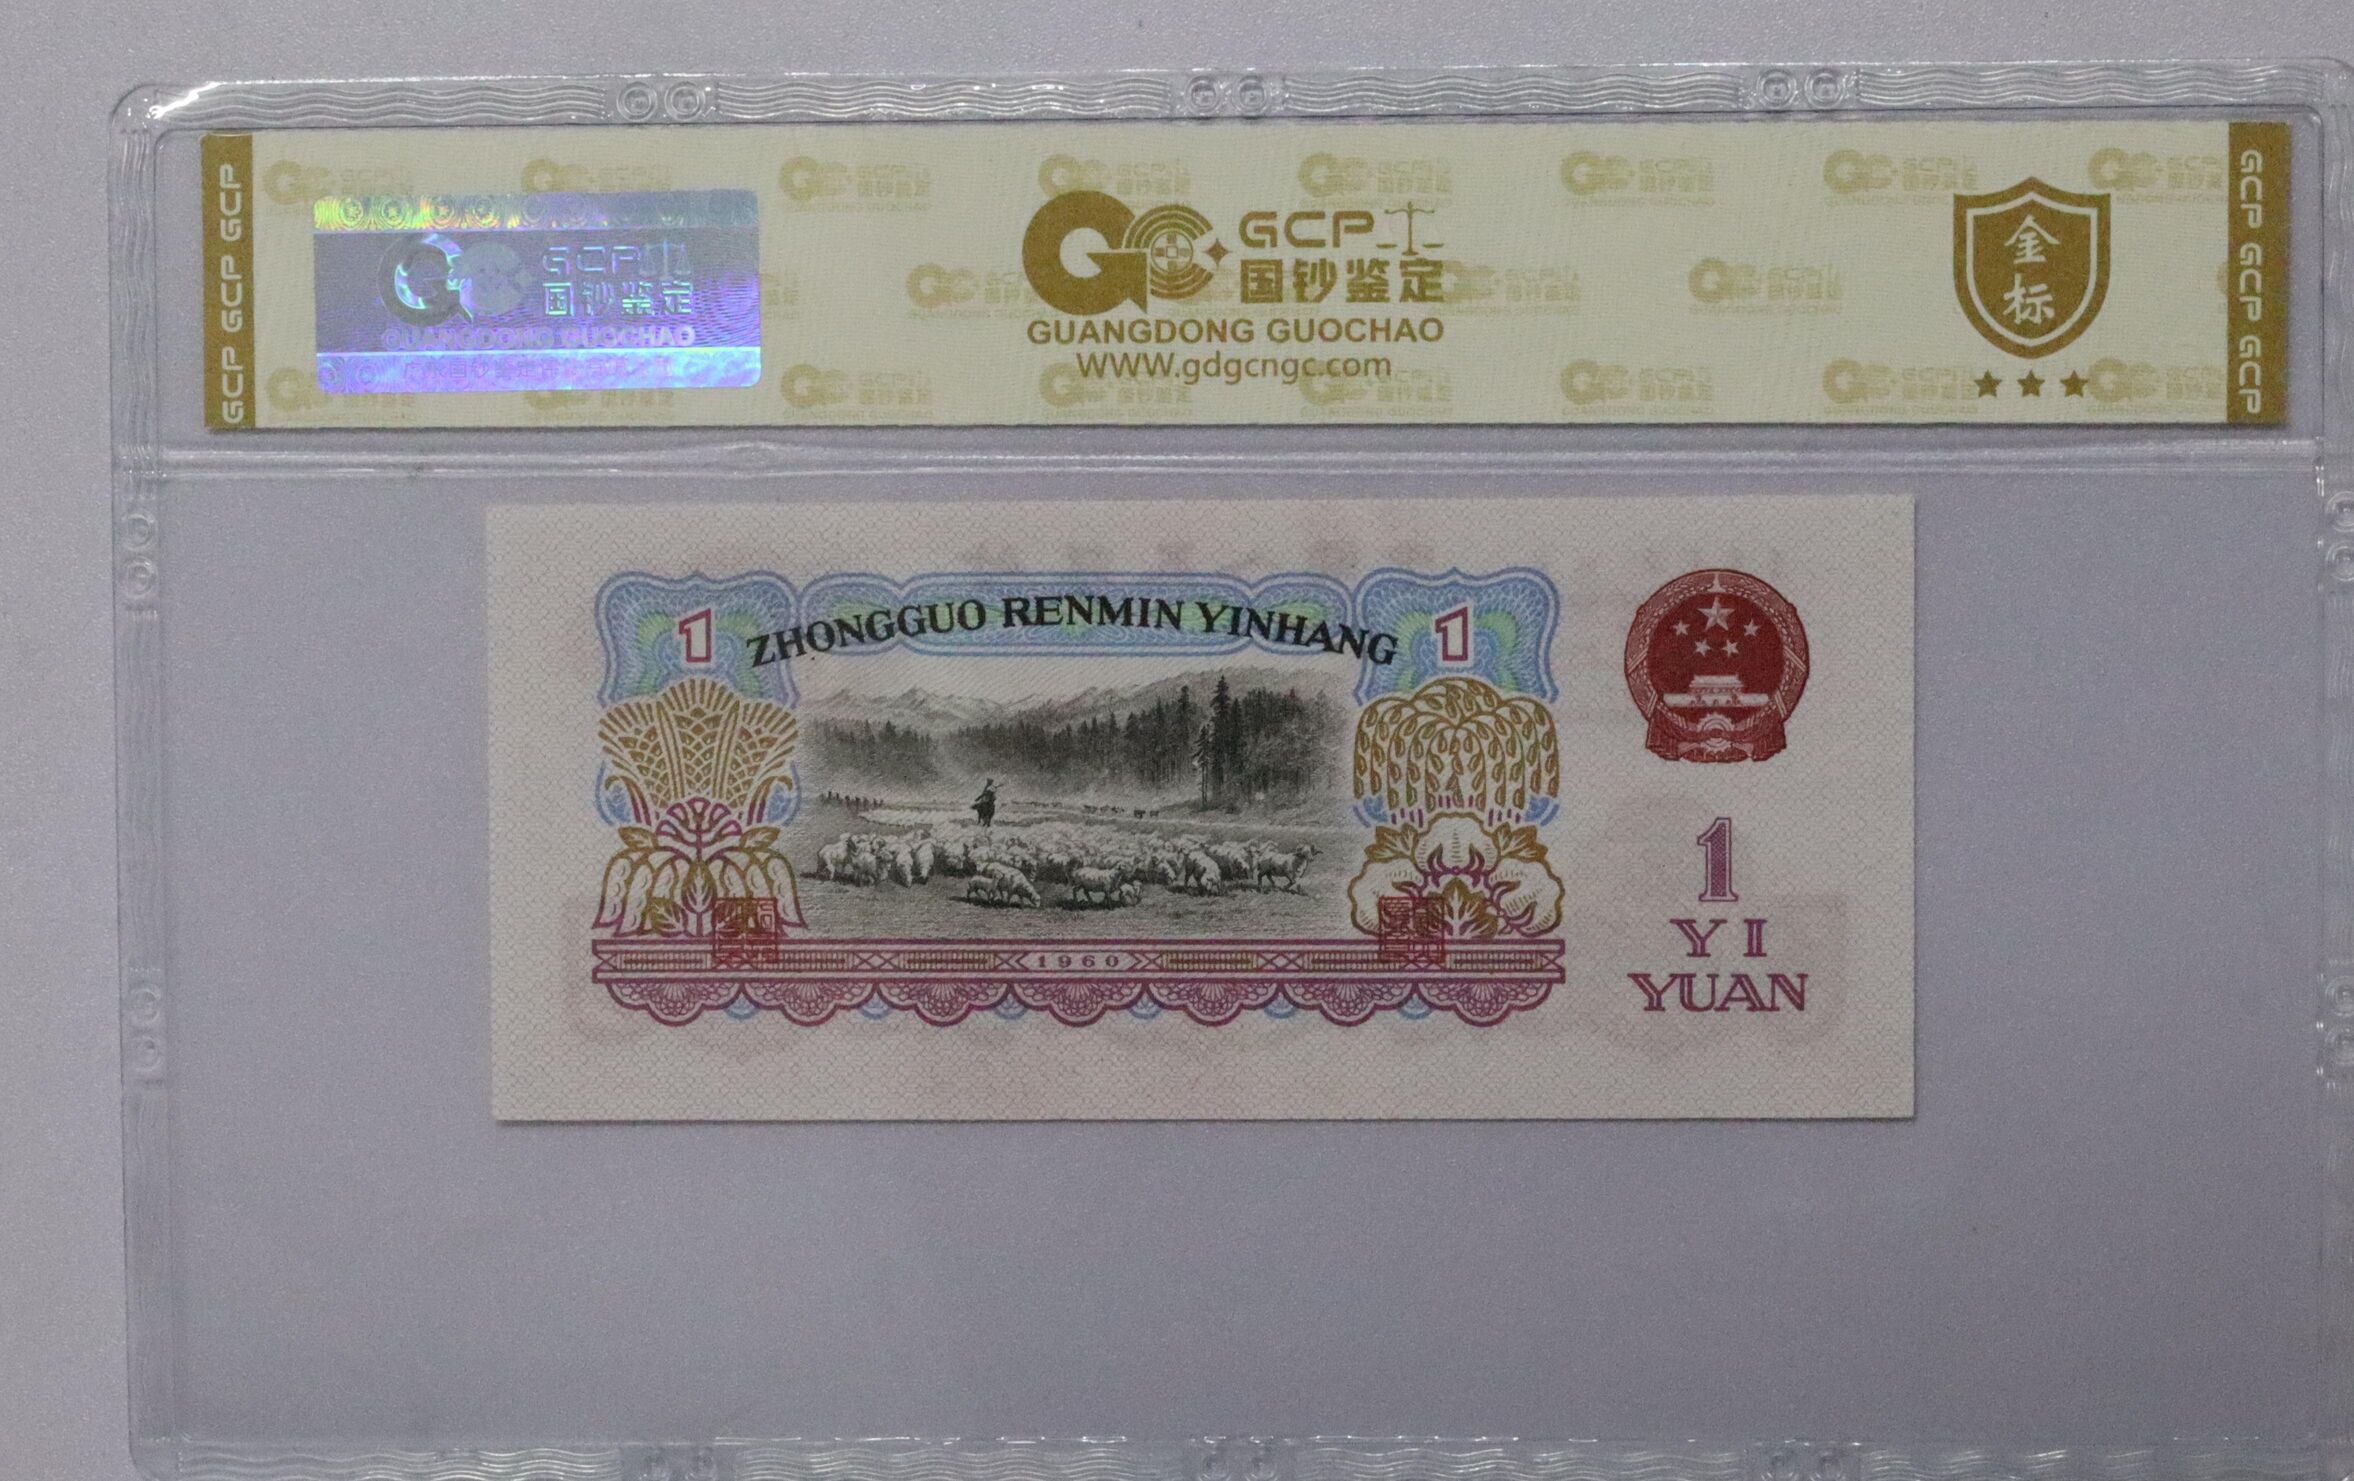 GCP GCP GCP
GCP
国钞鉴定
GUANGDONG GUOCHAO
GCP
国钞鉴定
GUANGDONG GUOCHAO
WWW.gdgcngc.com
金
标
GCP GCP GCP
ZHONGGUO RENMIN YINHANG
1
1
1960
1
YI
YUAN